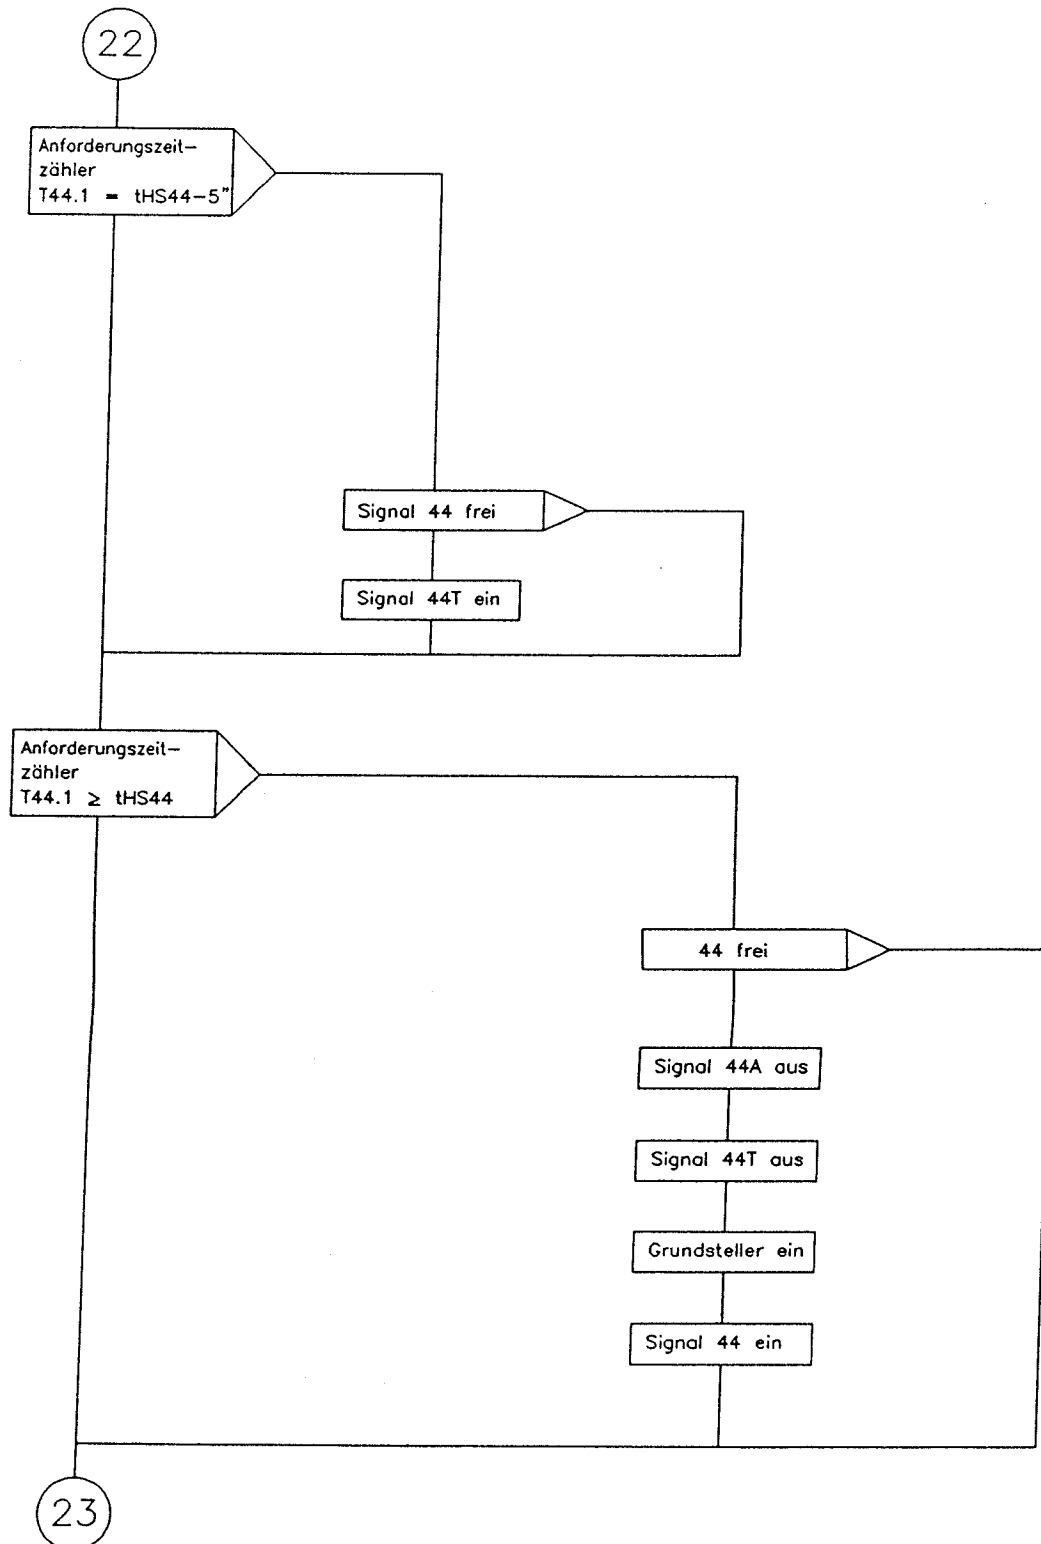 22
Anforderungszeit-
zähler
T44.1 = tHS44-5"
Signal 44 frei
Signal 44T ein
Anforderungszeit-
zähler
T44.1 ≥ tHS44
44 frei
Signal 44A aus
Signal 44T aus
Grundsteller ein
Signal 44 ein
23